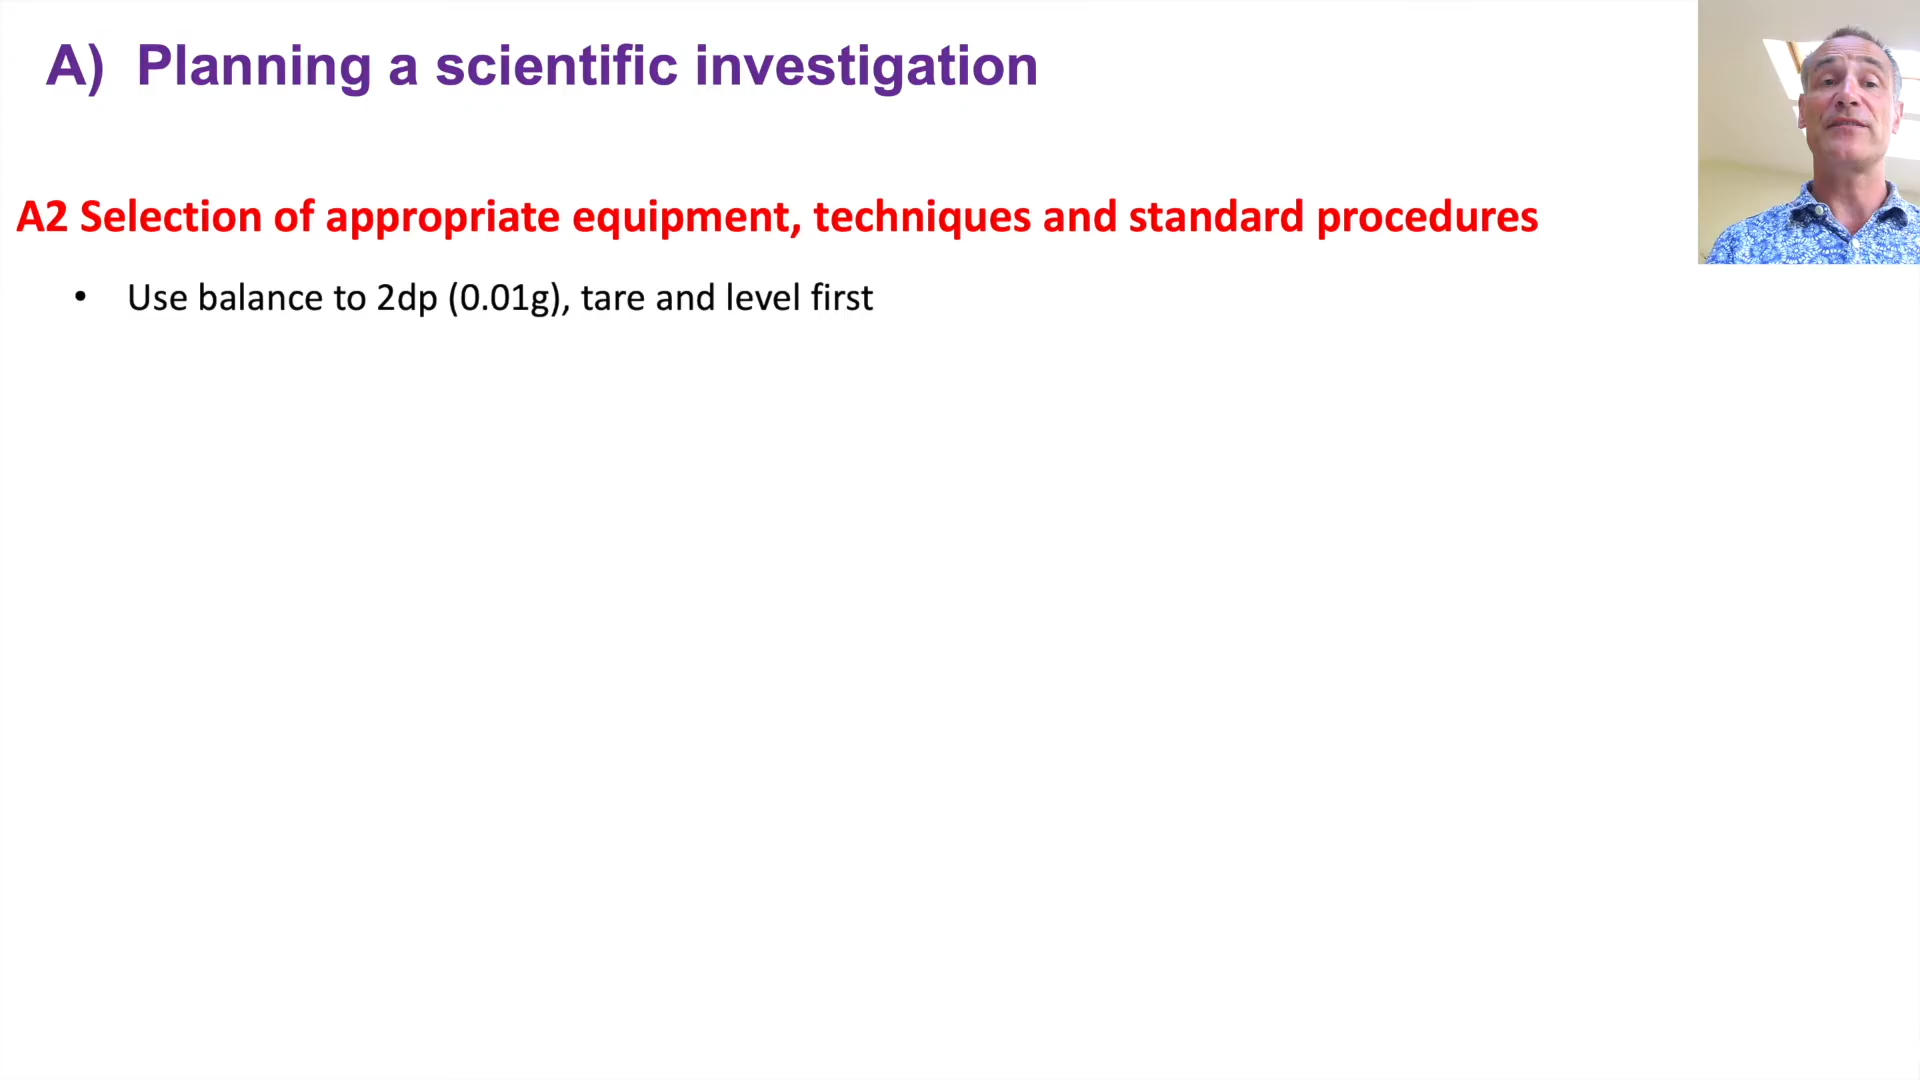 A) Planning a scientific investigation
A2 Selection of appropriate equipment, techniques and standard procedures
• Use balance to 2dp (0.01g), tare and level first